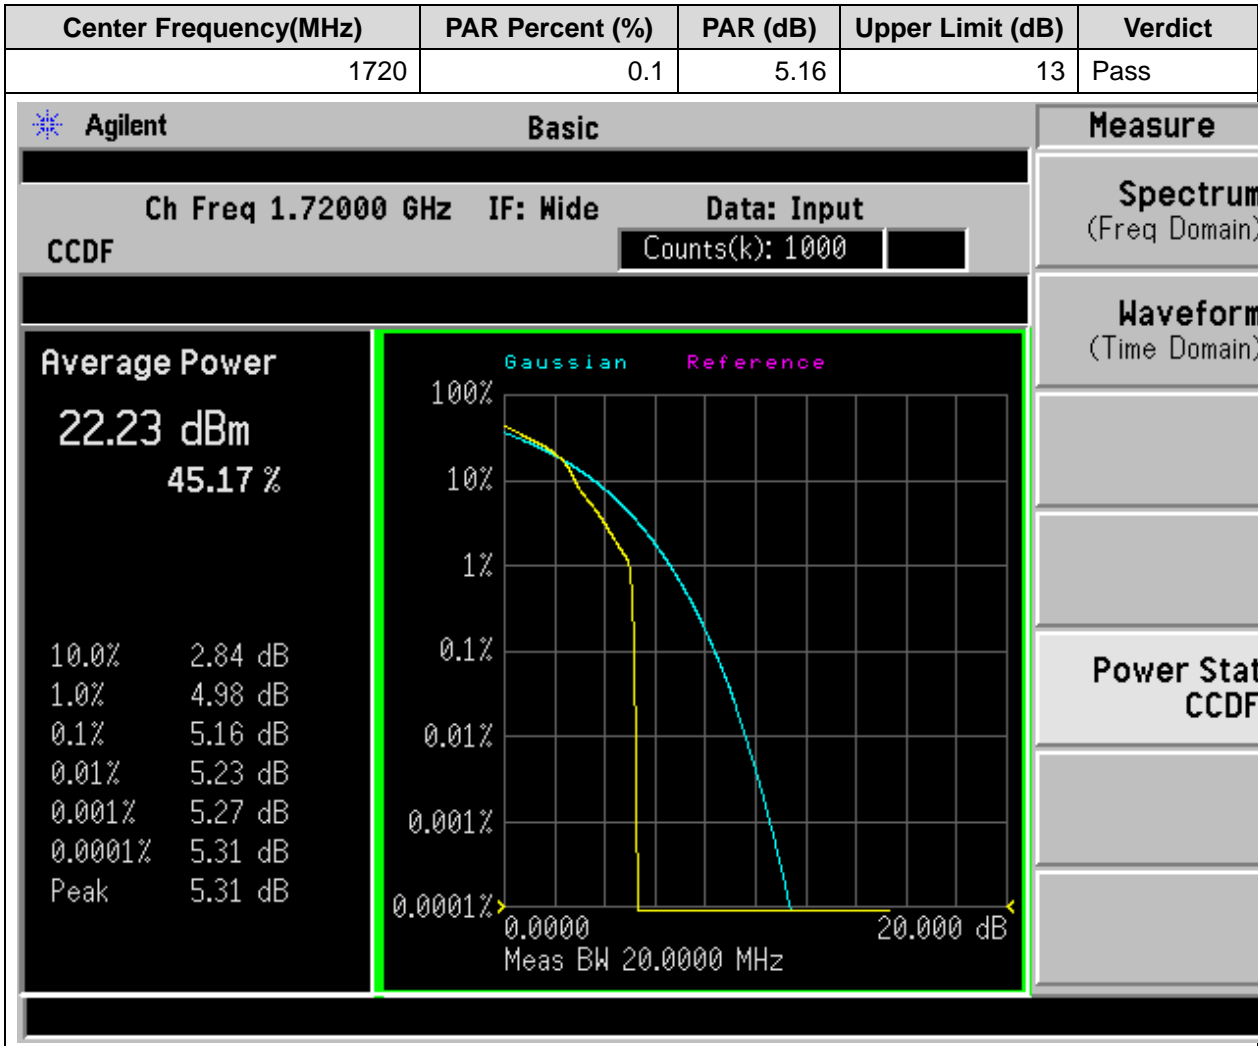 Center Frequency(MHz) PAR Percent (%) PAR (dB) Upper Limit (dB) Verdict
1720 0.1 5.16 13 Pass
Agilent Basic Measure
Ch Freq 1.72000 GHz IF: Wide Data: Input
CCDF Counts(k): 1000
Average Power
22.23 dBm
45.17 %
10.0% 2.84 dB
1.0% 4.98 dB
0.1% 5.16 dB
0.01% 5.23 dB
0.001% 5.27 dB
0.0001% 5.31 dB
Peak 5.31 dB
Gaussian Reference
100%
10%
1%
0.1%
0.01%
0.001%
0.0001%
0.0000 20.000 dB
Meas BW 20.0000 MHz
Spectrum
(Freq Domain)
Waveform
(Time Domain)
Power Stat
CCDF